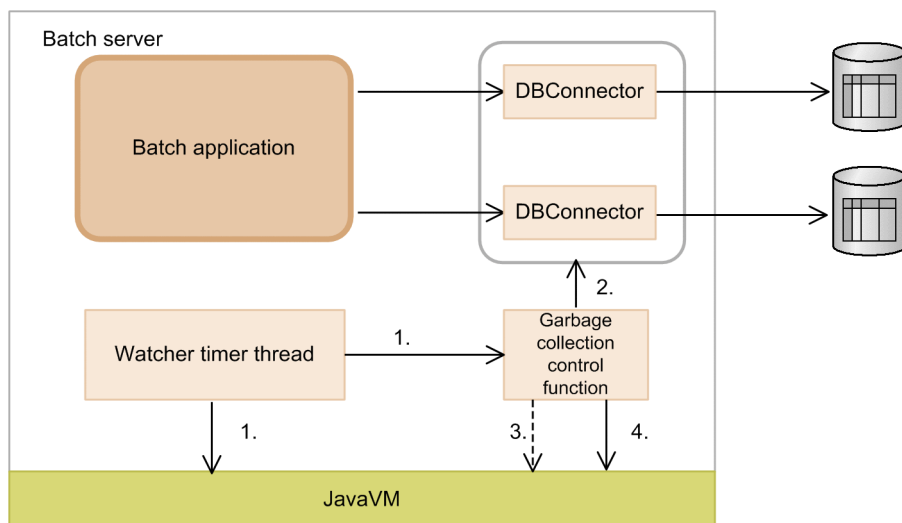 Batch server
DBConnector
Batch application
DBConnector
2.
Watcher timer thread
1.
Garbage
collection
control
function
1.
3.
4.
JavaVM